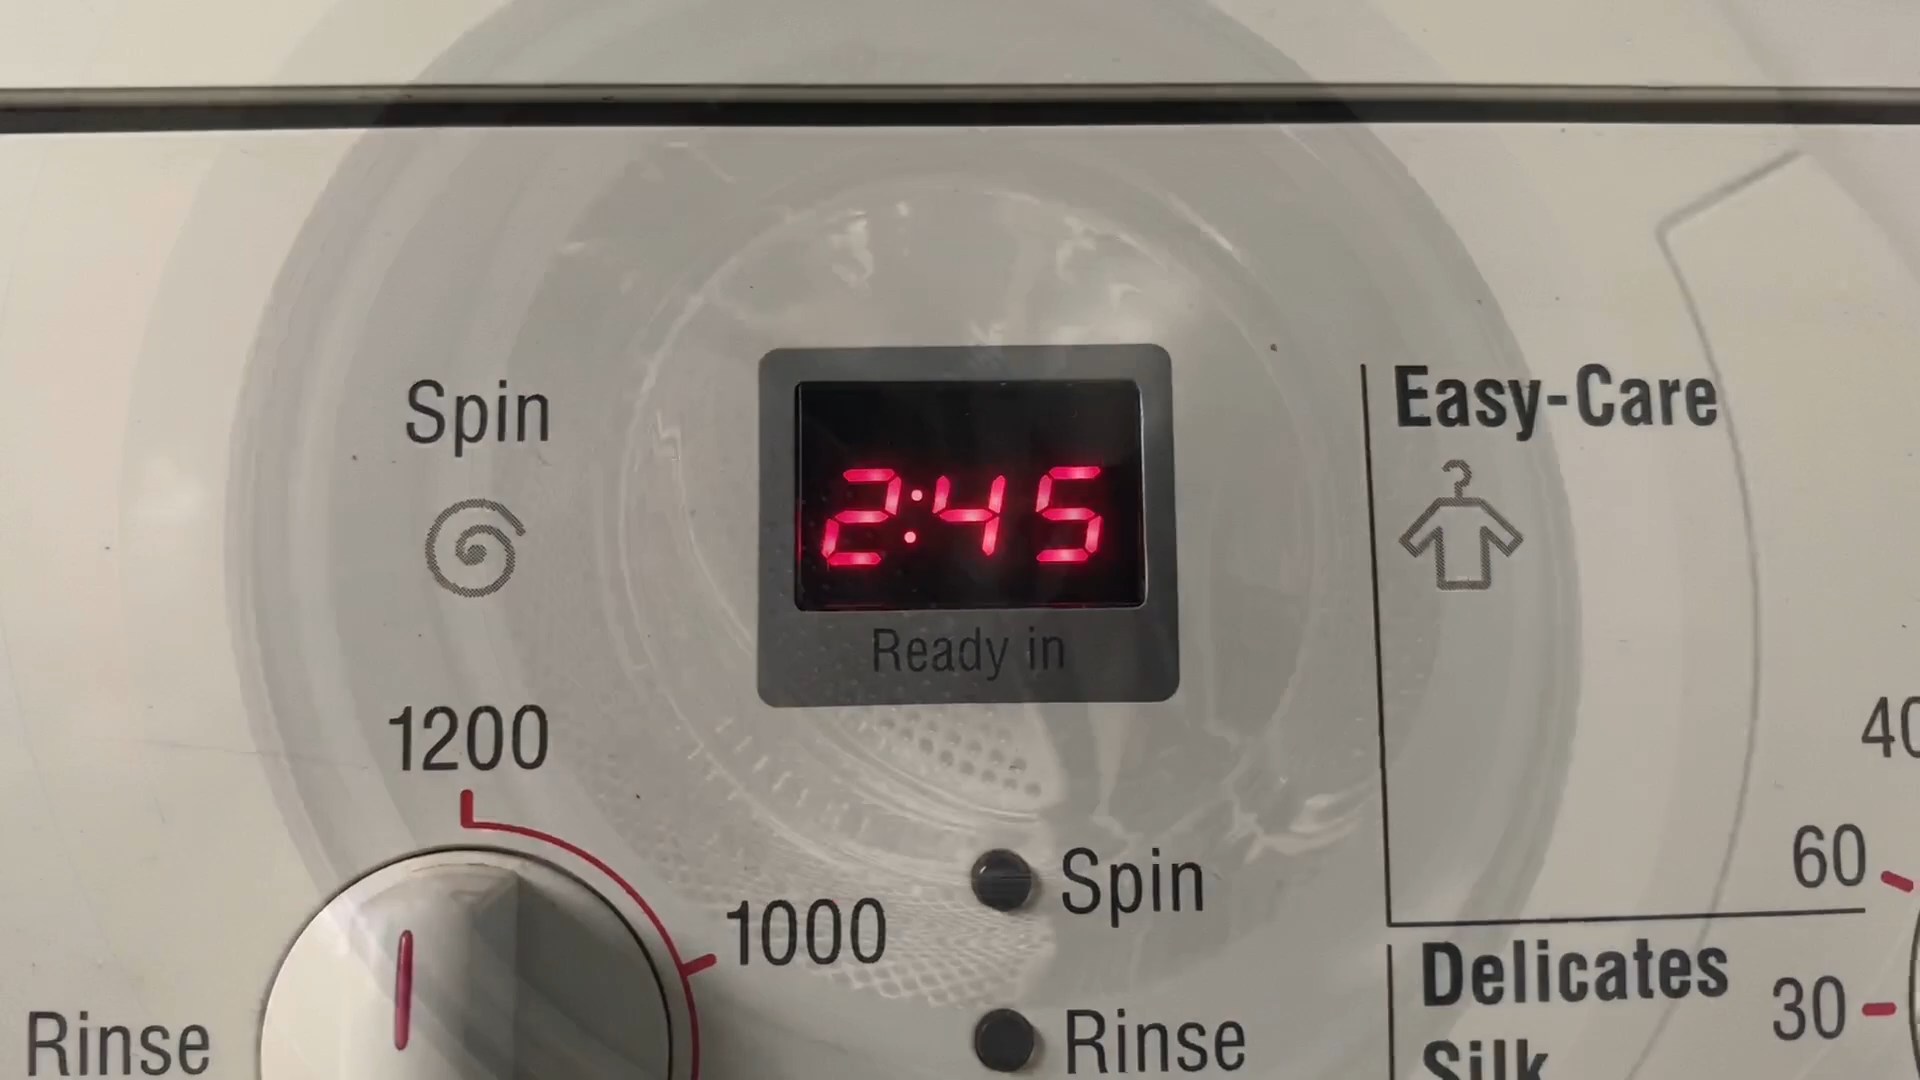 Spin
2:45
Ready in
Easy-Care
1200
1000
Rinse
Spin
Rinse
40
60
Delicates
30
Silk